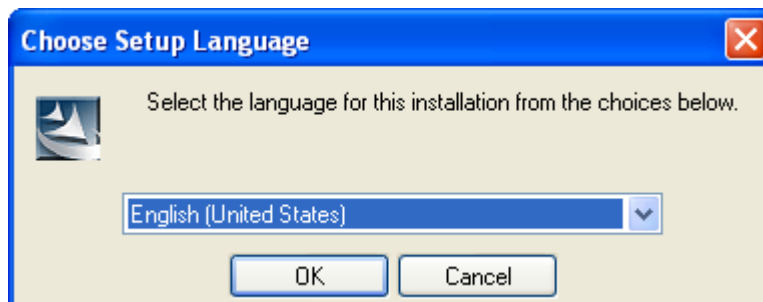 Choose Setup Language
Select the language for this installation from the choices below.
English (United States)
OK
Cancel